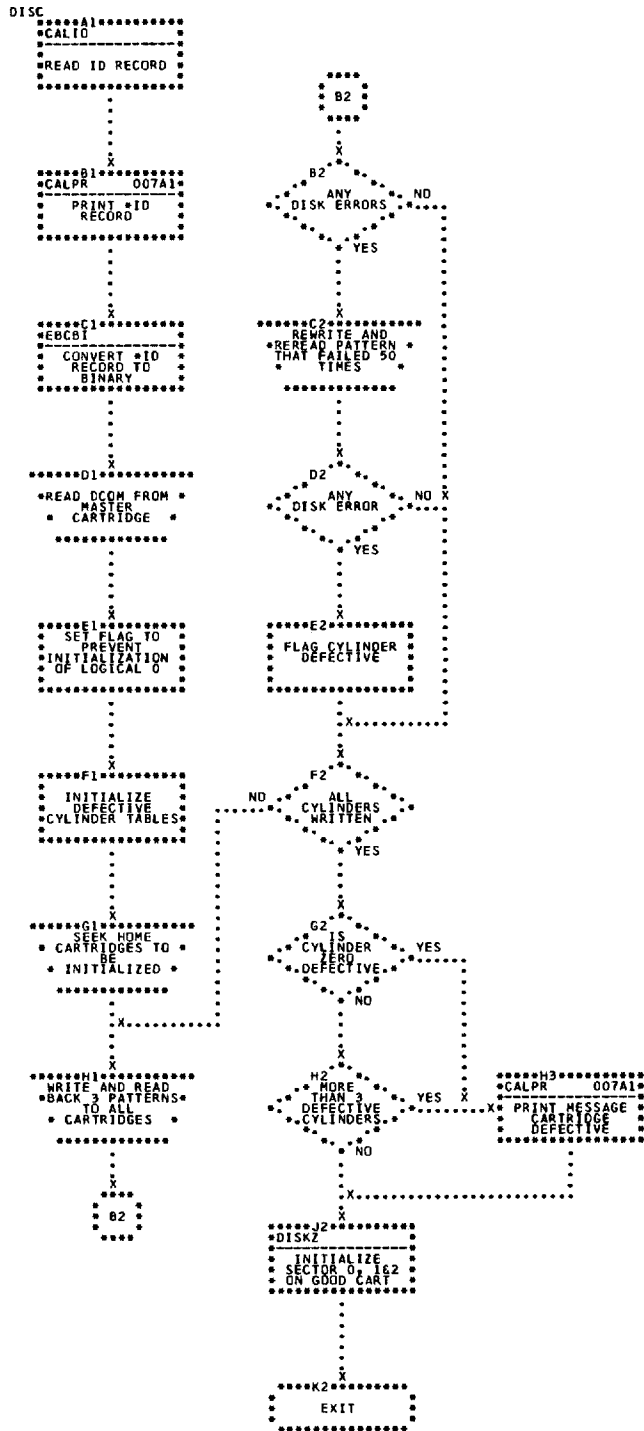 DISC
A1
CALIO
READ ID RECORD
B1
CALPR 007A1
PRINT *ID
RECORD
C1
EBCBI
CONVERT *ID
RECORD TO
BINARY
D1
READ DCOM FROM
MASTER
CARTRIDGE
E1
SET FLAG TO
PREVENT
INITIALIZATION
OF LOGICAL 0
F1
INITIALIZE
DEFECTIVE
CYLINDER TABLES
G1
SEEK HOME
CARTRIDGES TO
BE
INITIALIZED
X
H1
WRITE AND READ
BACK 3 PATTERNS
TO ALL
CARTRIDGES
X
B2
B2
X
B2
ANY
DISK ERRORS
NO
YES
X
C2
REWRITE AND
REREAD PATTERN
THAT FAILED 50
TIMES
X
D2
ANY
DISK ERROR
NO X
YES
X
E2
FLAG CYLINDER
DEFECTIVE
X
X
F2
ALL
CYLINDERS
WRITTEN
NO
YES
X
G2
IS
CYLINDER
ZERO
DEFECTIVE
YES
NO
X
H2
MORE
THAN 3
DEFECTIVE
CYLINDERS
YES X
X
NO
H3
CALPR 007A1
PRINT MESSAGE
CARTRIDGE
DEFECTIVE
X
X
J2
DISKZ
INITIALIZE
SECTOR 0, 1&2
ON GOOD CART
X
K2
EXIT